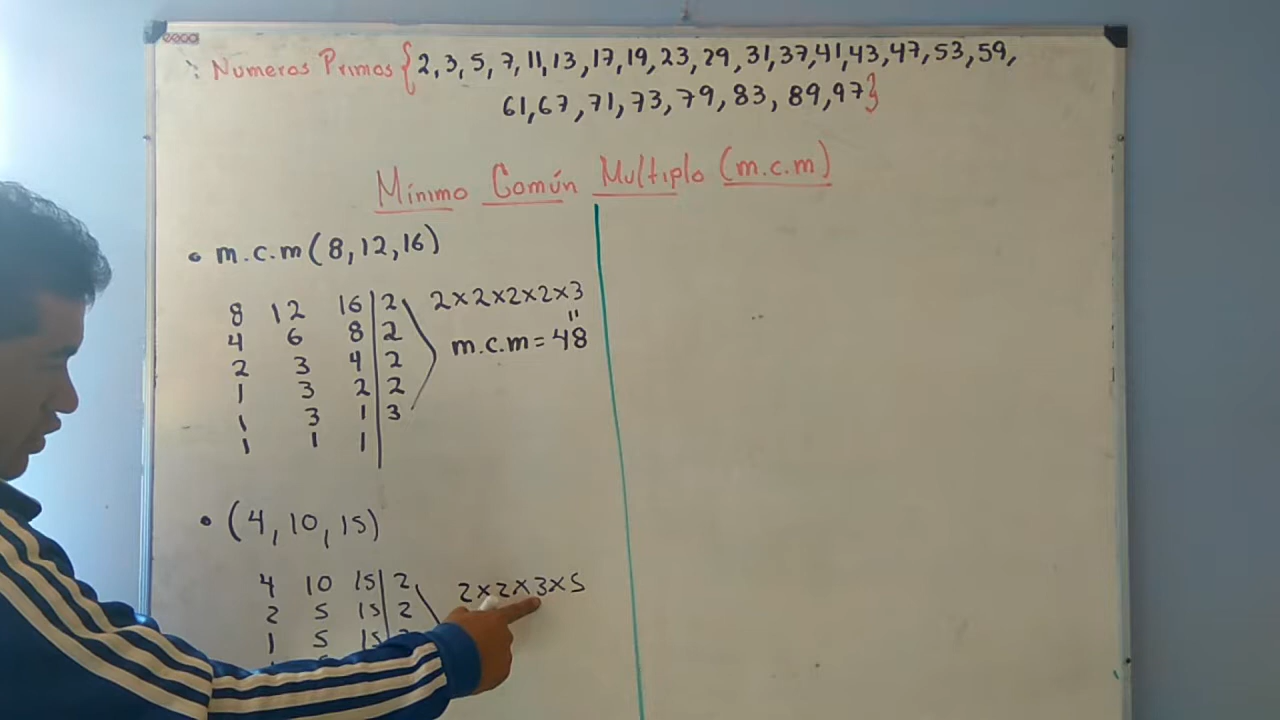 ∴ Numeros Primos {2, 3, 5, 7, 11, 13, 17, 19, 23, 29, 31, 37, 41, 43, 47, 53, 59,
61, 67, 71, 73, 79, 83, 89, 97}
Mínimo Común Multiplo (m.c.m)
• m.c.m (8, 12, 16)
8 12 16 | 2 2×2×2×2×3
4 6 8 | 2 "
2 3 4 | 2 m.c.m = 48
1 3 2 | 2
1 3 1 | 3
1 1 1 |
• (4, 10, 15)
4 10 15 | 2 2×2×3×5
2 5 15 | 2
1 5 15